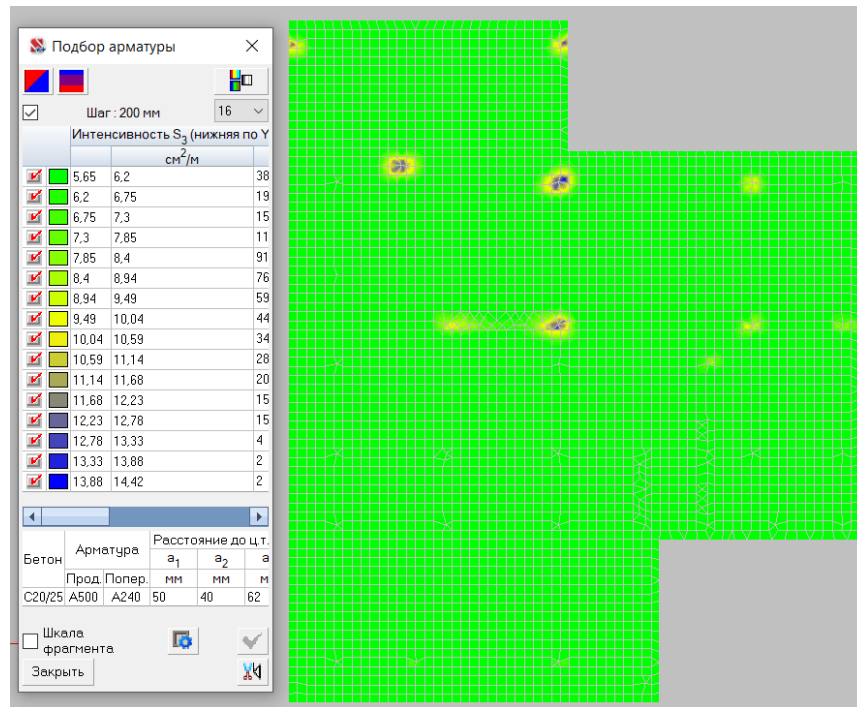 Подбор арматуры
Шаг : 200 мм
16
Интенсивность S3 (нижняя по Y
см2/м
5,65 6,2 38
6,2 6,75 19
6,75 7,3 15
7,3 7,85 11
7,85 8,4 91
8,4 8,94 76
8,94 9,49 59
9,49 10,04 44
10,04 10,59 34
10,59 11,14 28
11,14 11,68 20
11,68 12,23 15
12,23 12,78 15
12,78 13,33 4
13,33 13,88 2
13,88 14,42 2
Бетон Арматура Расстояние до ц.т.
a1 a2 a
Прод. Попер. мм мм м
C20/25 A500 A240 50 40 62
Шкала
фрагмента
Закрыть